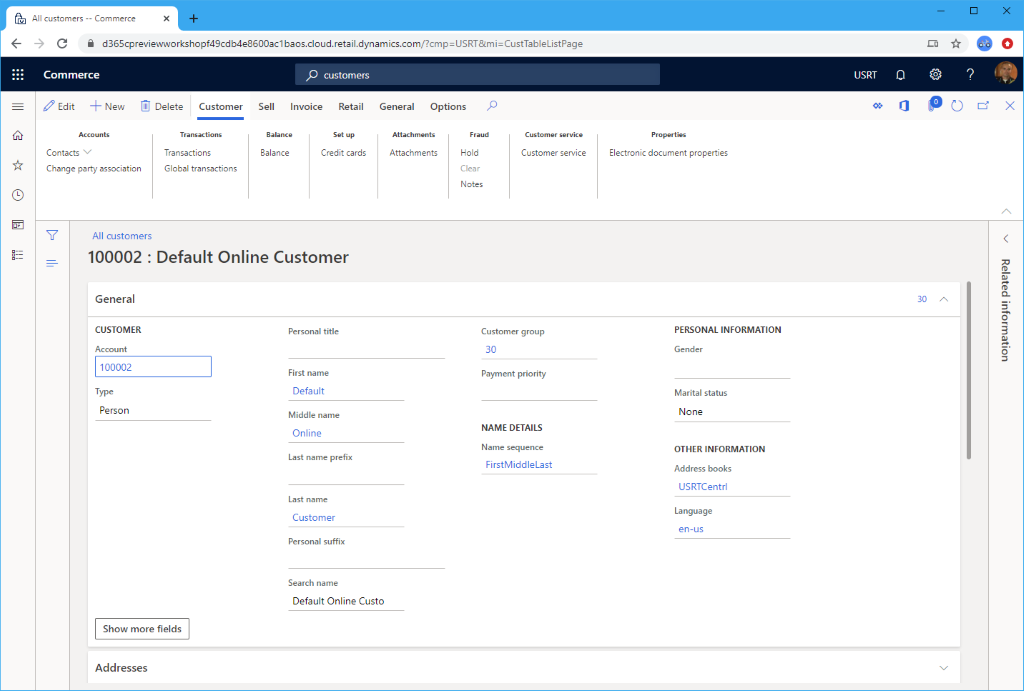 All customers -- Commerce
d365cpreviewworkshopf49cdb4e8600ac1baos.cloud.retail.dynamics.com/?cmp=USRT&mi=CustTableListPage
Commerce
customers
USRT
?
Edit
New
Delete
Customer
Sell
Invoice
Retail
General
Options
0
Accounts
Contacts
Change party association
Transactions
Transactions
Global transactions
Balance
Balance
Set up
Credit cards
Attachments
Attachments
Fraud
Hold
Clear
Notes
Customer service
Customer service
Properties
Electronic document properties
All customers
100002 : Default Online Customer
Related information
General
30
CUSTOMER
Account
100002
Type
Person
Personal title
First name
Default
Middle name
Online
Last name prefix
Last name
Customer
Personal suffix
Search name
Default Online Custo
Customer group
30
Payment priority
NAME DETAILS
Name sequence
FirstMiddleLast
PERSONAL INFORMATION
Gender
Marital status
None
OTHER INFORMATION
Address books
USRTCentrl
Language
en-us
Show more fields
Addresses